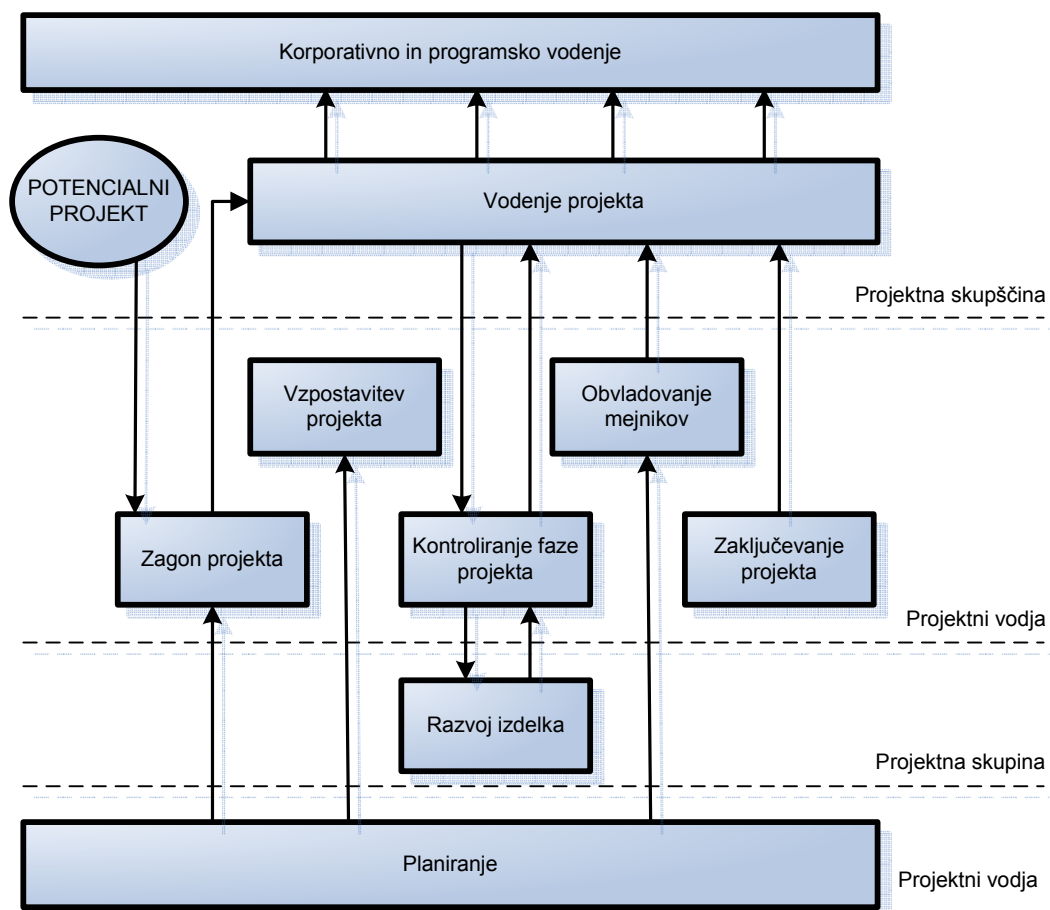 Korporativno in programsko vodenje
POTENCIALNI
PROJEKT
Vodenje projekta
Projektna skupščina
Vzpostavitev
projekta
Obvladovanje
mejnikov
Zagon projekta
Kontroliranje faze
projekta
Zaključevanje
projekta
Projektni vodja
Razvoj izdelka
Projektna skupina
Planiranje
Projektni vodja